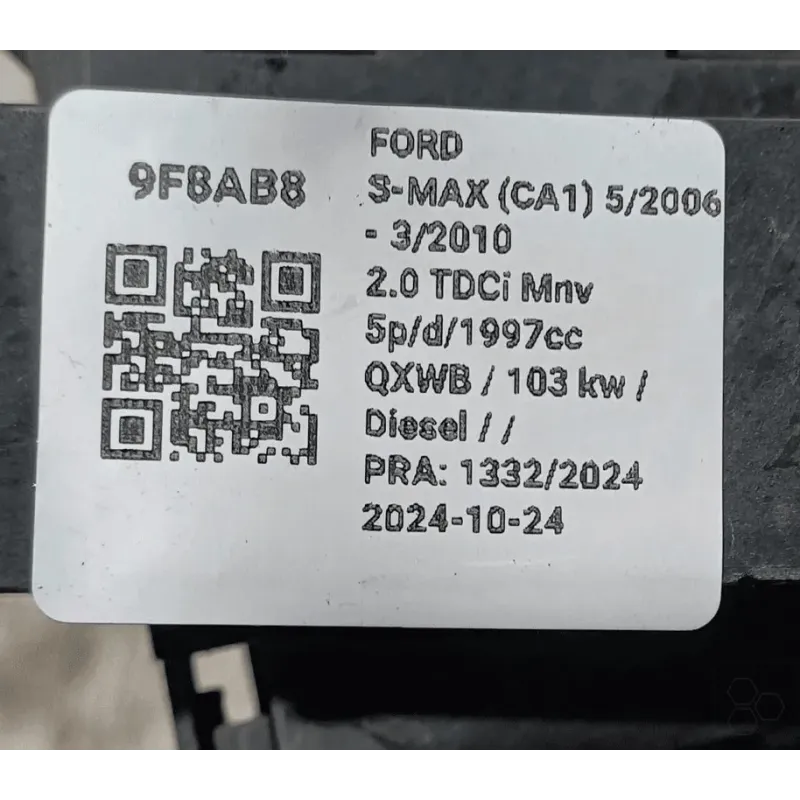 9F8AB8
FORD
S-MAX (CA1) 5/2006
- 3/2010
2.0 TDCi Mnv
5p/d/1997cc
QXWB / 103 kw /
Diesel / /
PRA: 1332/2024
2024-10-24